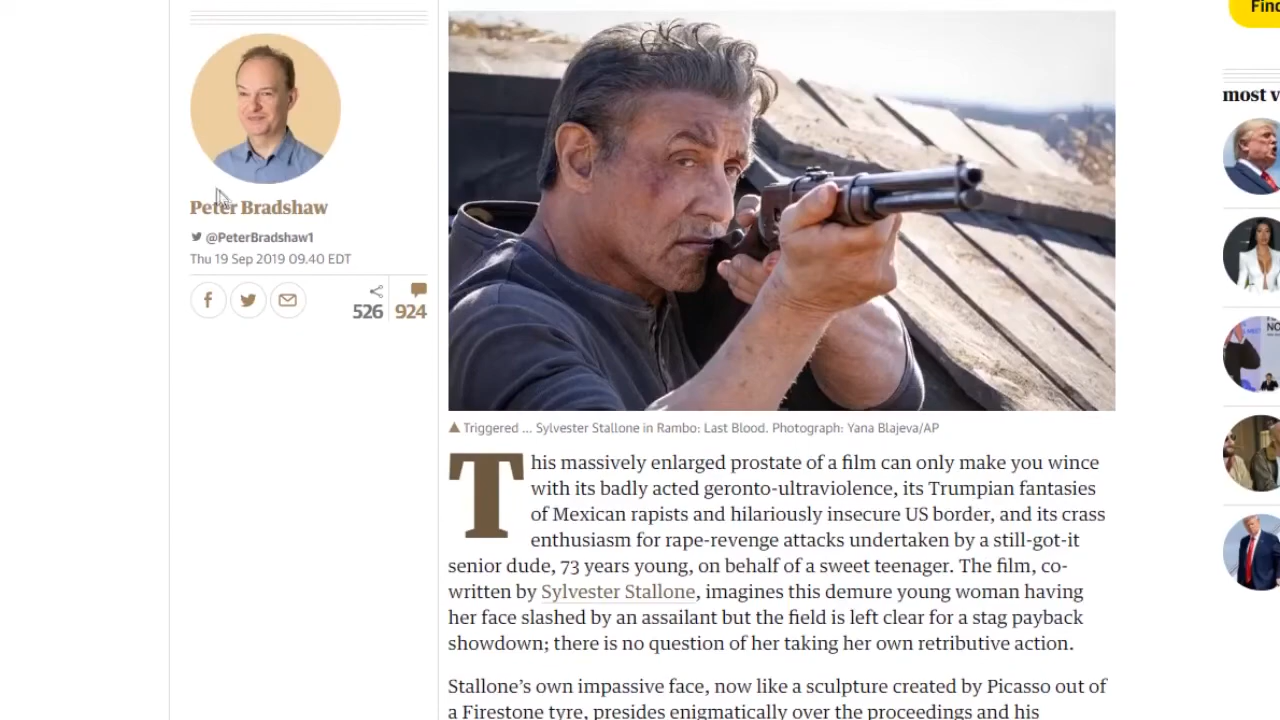 Find
most v
Peter Bradshaw
@PeterBradshaw1
Thu 19 Sep 2019 09.40 EDT
526 924
Triggered ... Sylvester Stallone in Rambo: Last Blood. Photograph: Yana Blajeva/AP
This massively enlarged prostate of a film can only make you wince
with its badly acted geronto-ultraviolence, its Trumpian fantasies
of Mexican rapists and hilariously insecure US border, and its crass
enthusiasm for rape-revenge attacks undertaken by a still-got-it
senior dude, 73 years young, on behalf of a sweet teenager. The film, co-
written by Sylvester Stallone, imagines this demure young woman having
her face slashed by an assailant but the field is left clear for a stag payback
showdown; there is no question of her taking her own retributive action.
Stallone’s own impassive face, now like a sculpture created by Picasso out of
a Firestone tyre, presides enigmatically over the proceedings and his